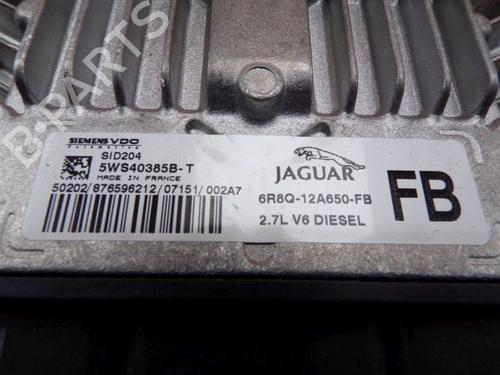 B-PARTS
SIEMENS VDO
Automotive
SID204
5WS40385B-T
MADE IN FRANCE
50202/876596212/07151/002A7
JAGUAR
6R8Q-12A650-FB
2.7L V6 DIESEL
FB